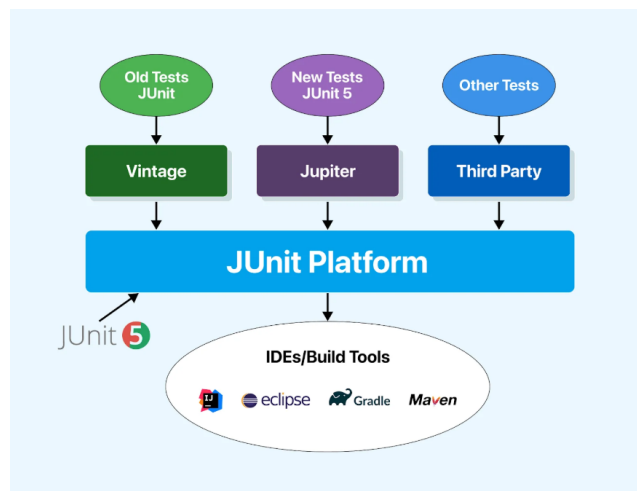 Old Tests
JUnit
New Tests
JUnit 5
Other Tests
Vintage
Jupiter
Third Party
JUnit Platform
JUnit 5
IDEs/Build Tools
IJ
eclipse
Gradle
Maven